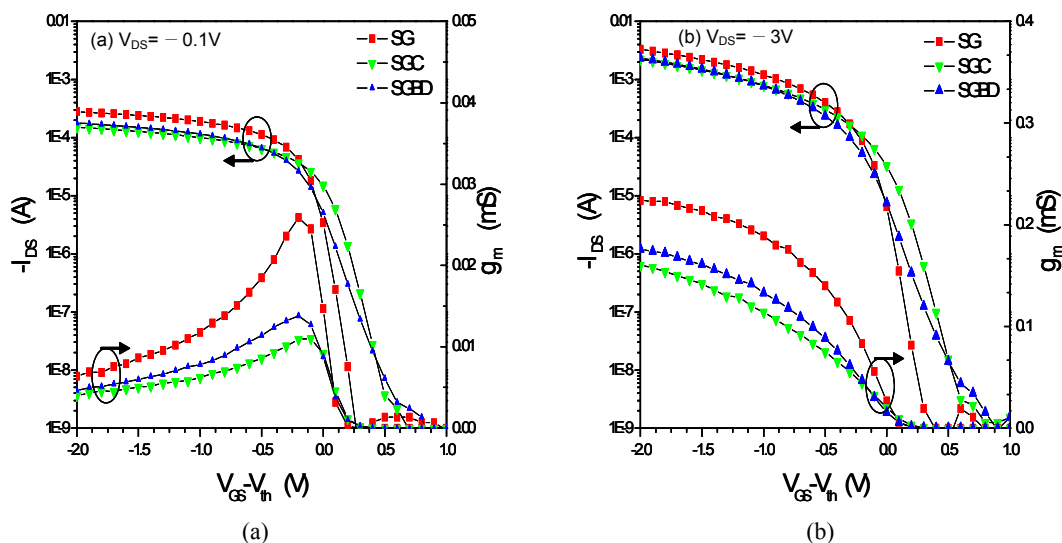 (a) V_DS = − 0.1V
SG
SGC
SGBD
0.01
1E-3
1E-4
1E-5
1E-6
1E-7
1E-8
1E-9
-I_DS (A)
0.05
0.04
0.03
0.02
0.01
0.00
g_m (mS)
-2.0 -1.5 -1.0 -0.5 0.0 0.5 1.0
V_GS-V_th (V)
(a)
(b) V_DS = − 3V
SG
SGC
SGBD
0.01
1E-3
1E-4
1E-5
1E-6
1E-7
1E-8
1E-9
-I_DS (A)
0.4
0.3
0.2
0.1
0.0
g_m (mS)
-2.0 -1.5 -1.0 -0.5 0.0 0.5 1.0
V_GS-V_th (V)
(b)